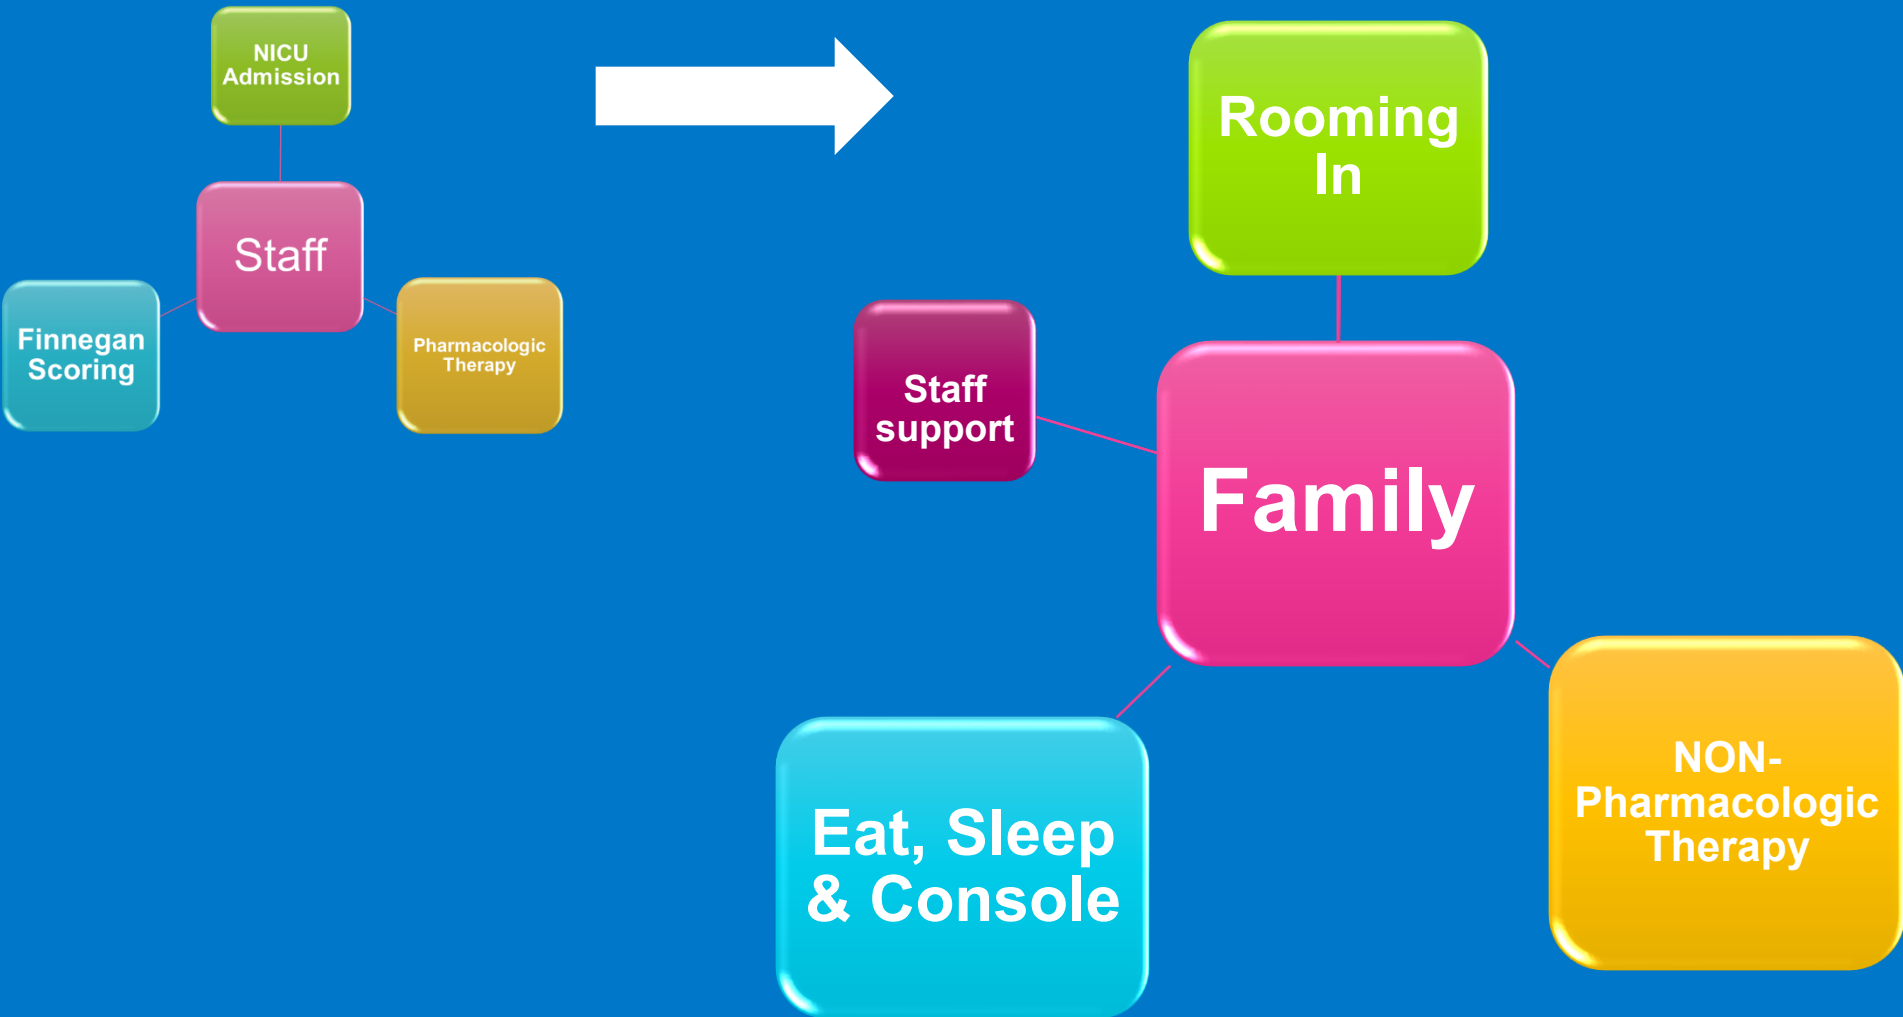 NICU
Admission
Staff
Finnegan
Scoring
Pharmacologic
Therapy
Rooming
In
Staff
support
Family
Eat, Sleep
& Console
NON-
Pharmacologic
Therapy